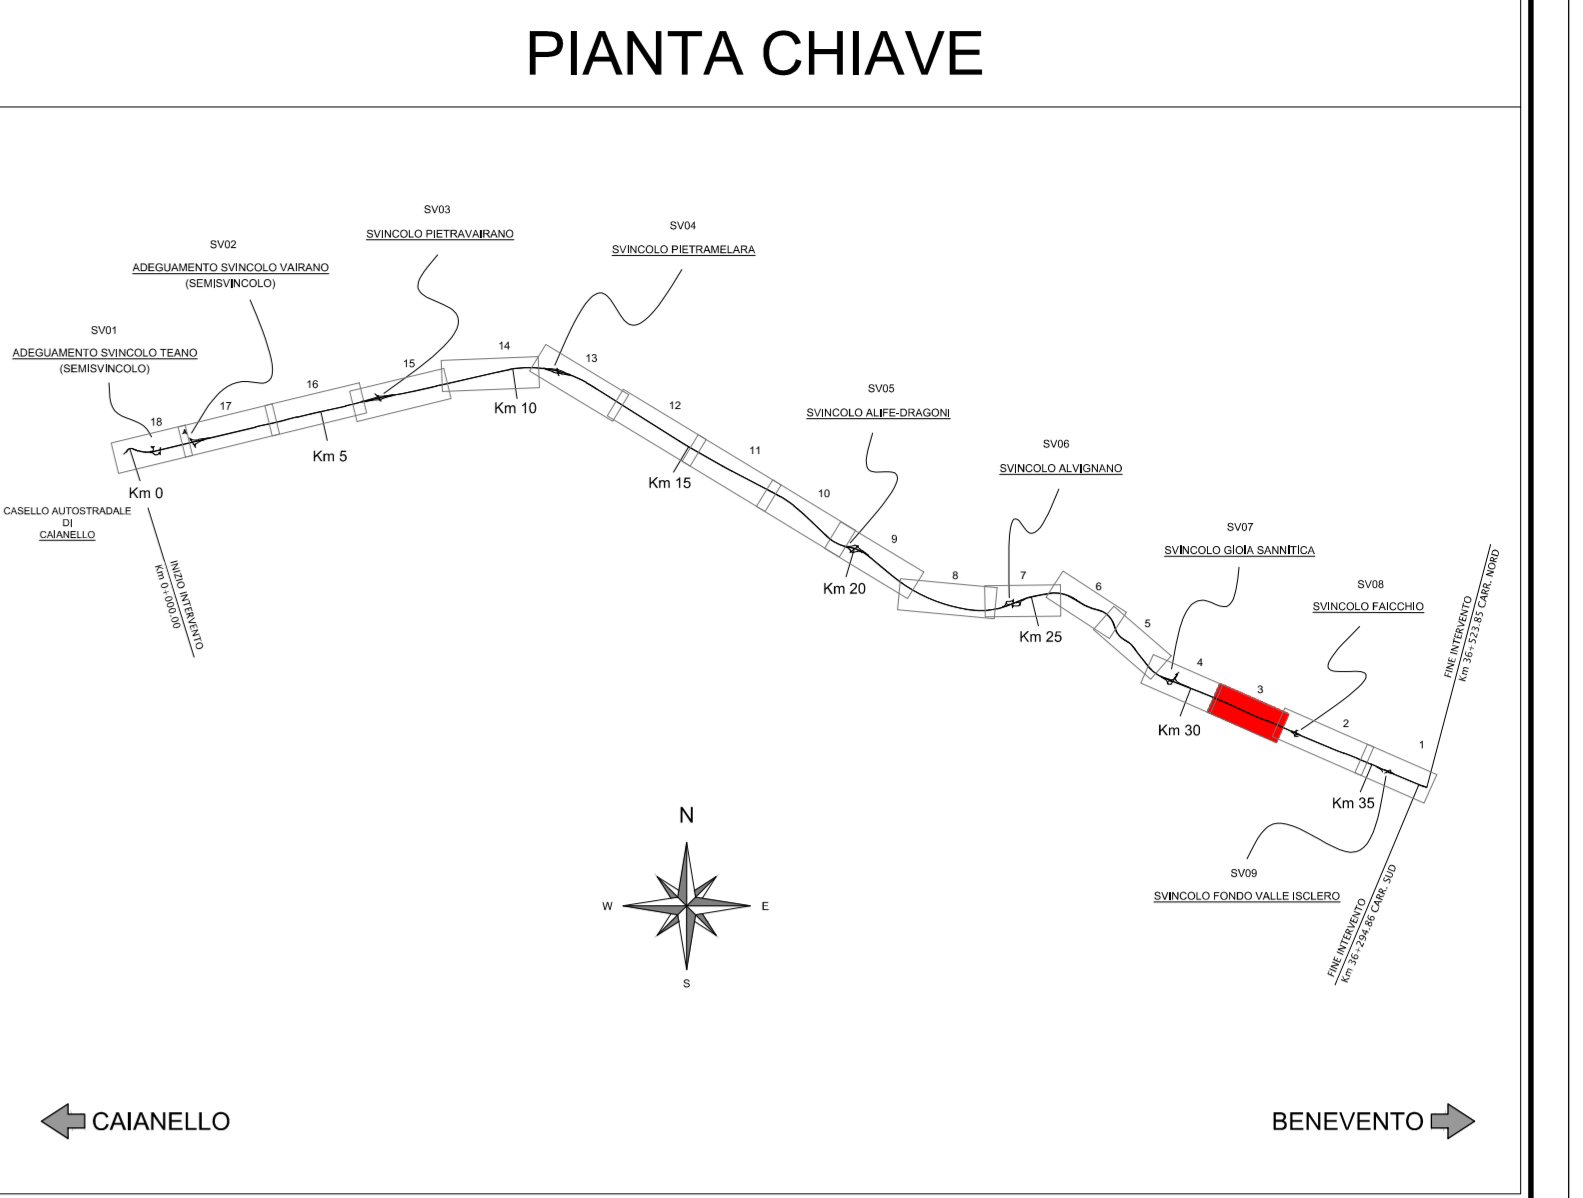 PIANTA CHIAVE
SV03
SVINCOLO PIETRAVAIRANO
SV04
SVINCOLO PIETRAMELARA
SV02
ADEGUAMENTO SVINCOLO VAIRANO
(SEMISVINCOLO)
SV01
ADEGUAMENTO SVINCOLO TEANO
(SEMISVINCOLO)
18
17
16
15
14
13
12
11
10
9
8
7
6
5
4
3
2
1
SV05
SVINCOLO ALIFE-DRAGONI
SV06
SVINCOLO ALVIGNANO
SV07
SVINCOLO GIOIA SANNITICA
SV08
SVINCOLO FAICCHIO
Km 0
Km 5
Km 10
Km 15
Km 20
Km 25
Km 30
Km 35
CASELLO AUTOSTRADALE
DI
CAIANELLO
INIZIO INTERVENTO
Km 0+000.00
FINE INTERVENTO
Km 36+523.85 CARR. NORD
SV09
SVINCOLO FONDO VALLE ISCLERO
FINE INTERVENTO
Km 36+294.86 CARR. SUD
N
W
E
S
CAIANELLO
BENEVENTO